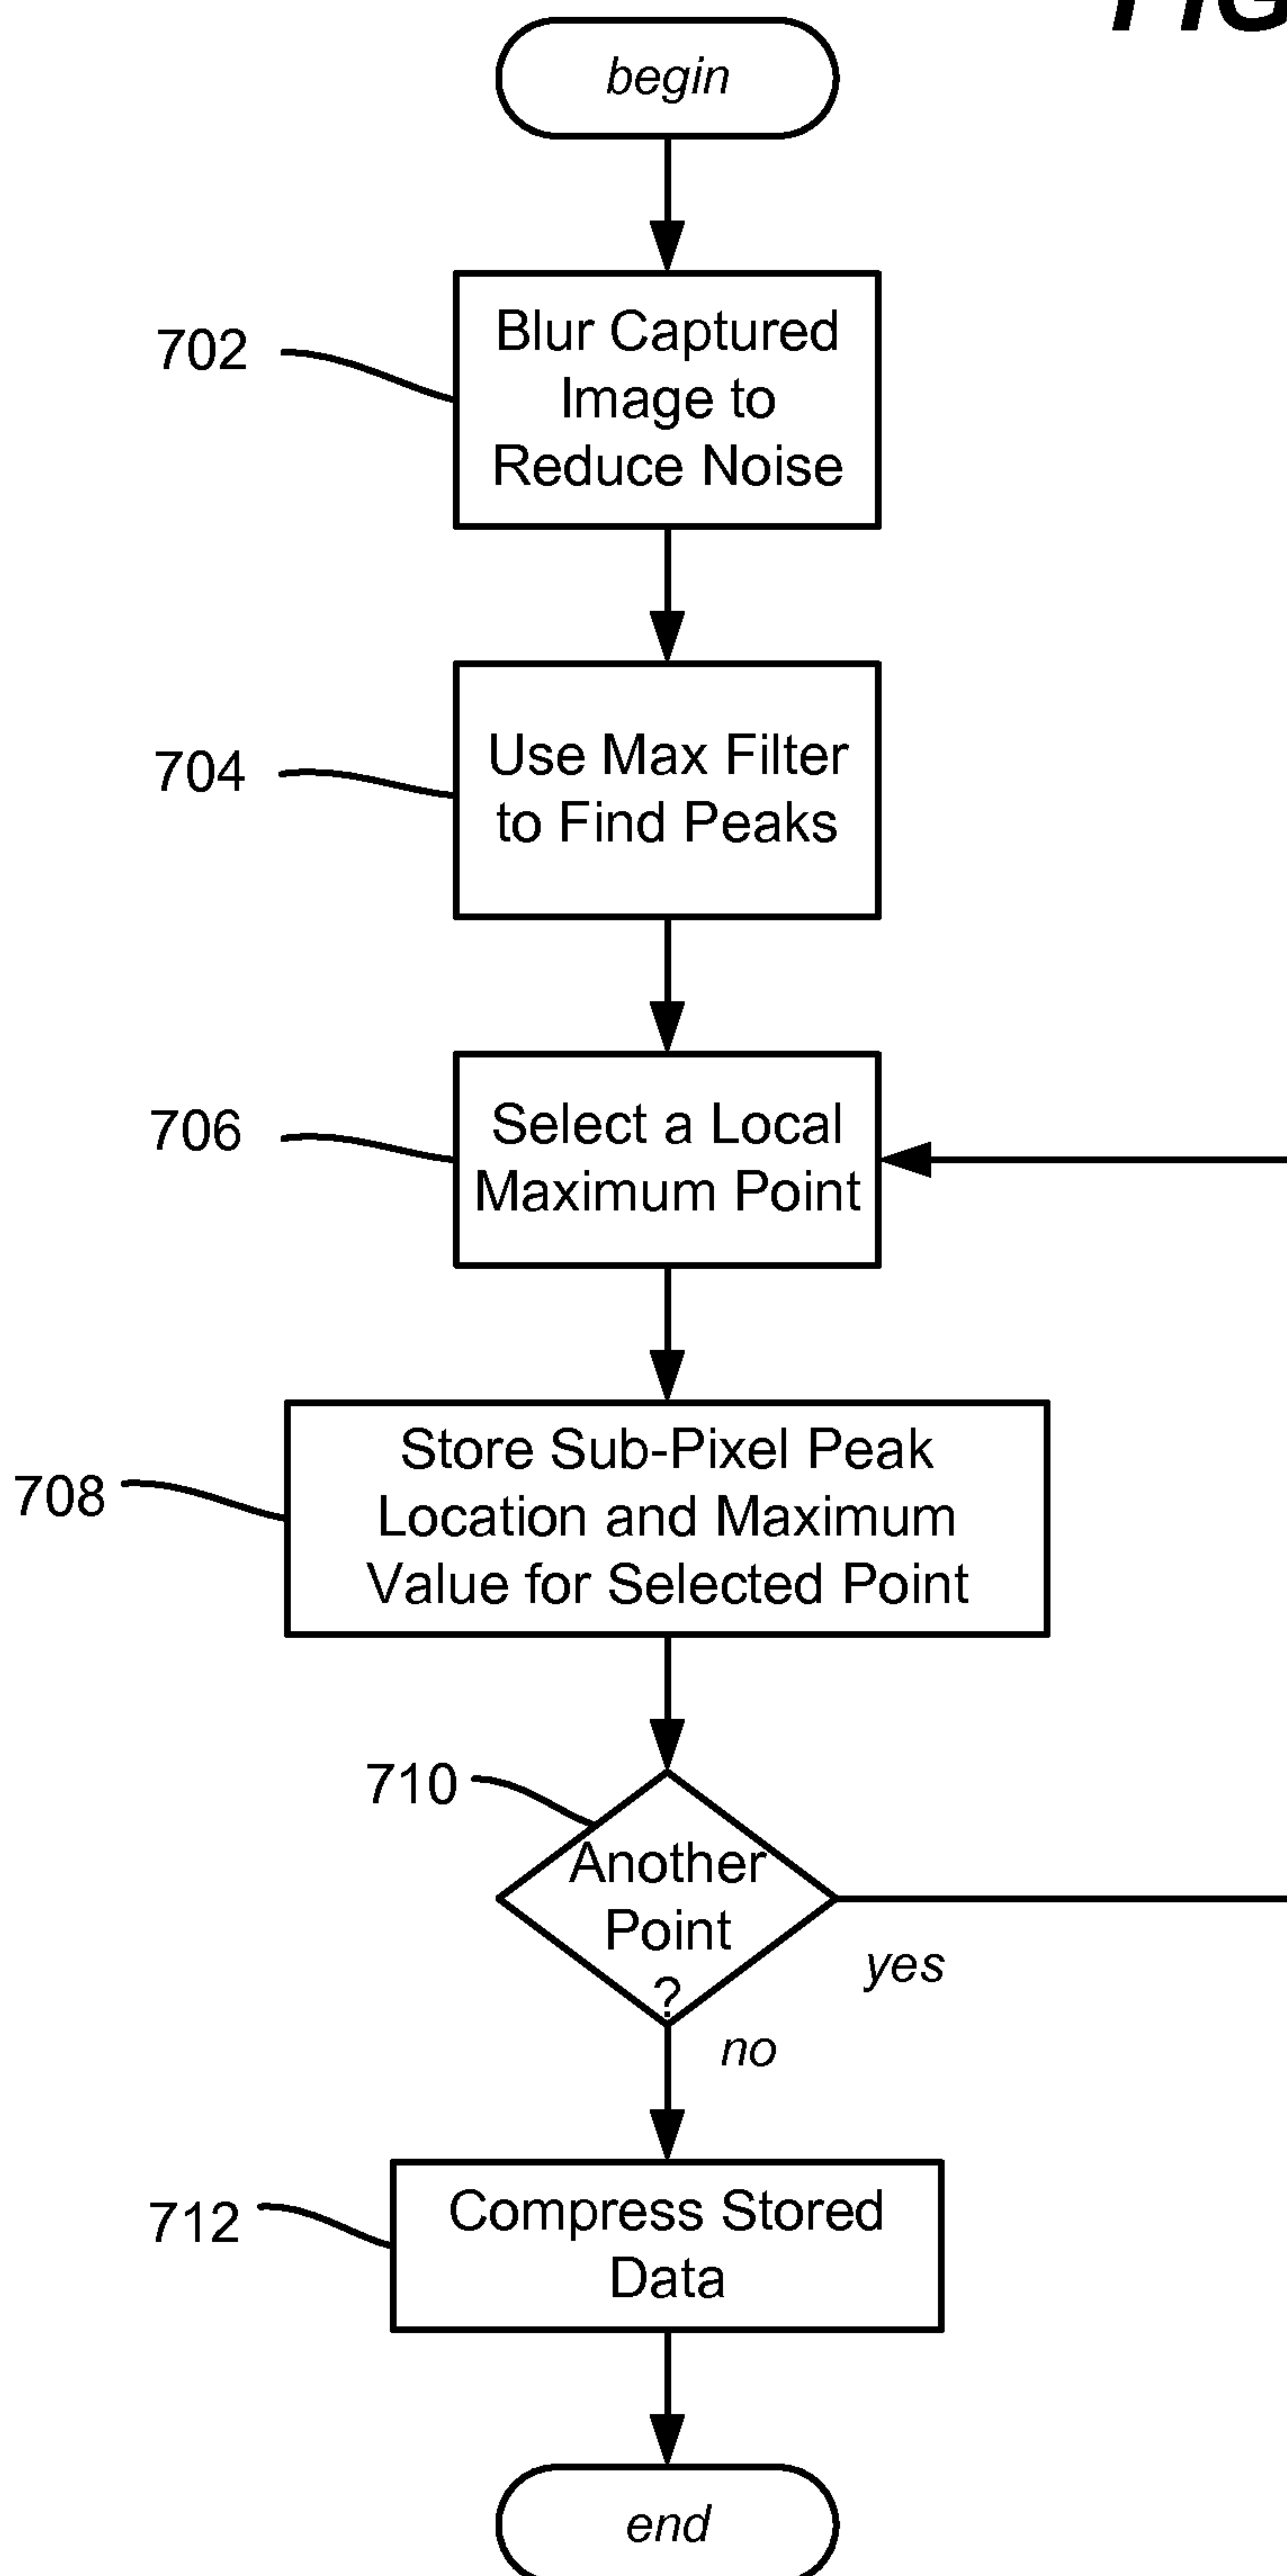 FIG
begin
702
Blur Captured
Image to
Reduce Noise
704
Use Max Filter
to Find Peaks
706
Select a Local
Maximum Point
708
Store Sub-Pixel Peak
Location and Maximum
Value for Selected Point
710
Another
Point
?
yes
no
712
Compress Stored
Data
end